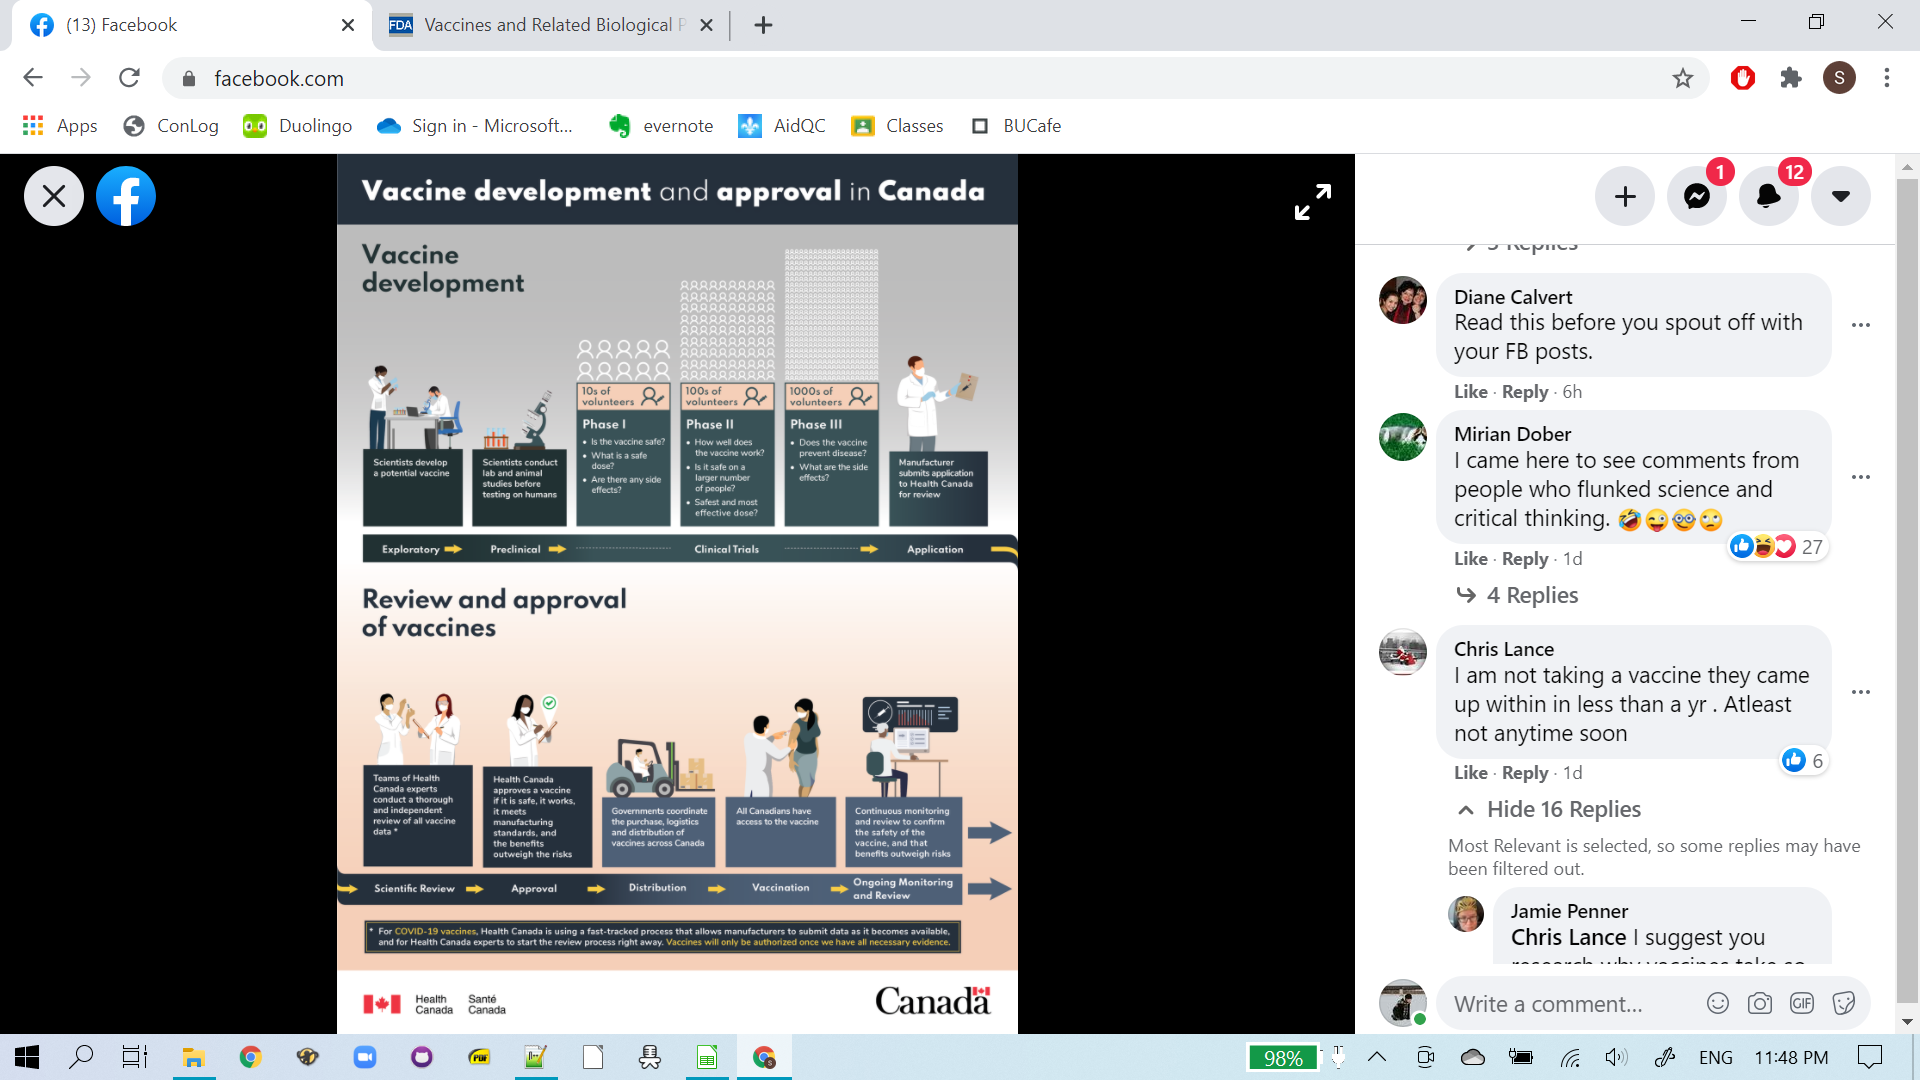 (13) Facebook
Vaccines and Related Biological P
facebook.com
S
Apps
ConLog
Duolingo
Sign in - Microsoft...
evernote
AidQC
Classes
BUCafe
Vaccine development and approval in Canada
Vaccine
development
10s of
volunteers
100s of
volunteers
1000s of
volunteers
Scientists develop
a potential vaccine
Scientists conduct
lab and animal
studies before
testing on humans
Phase I
• Is the vaccine safe?
• What is a safe
dose?
• Are there any side
effects?
Phase II
• How well does
the vaccine work?
• Is it safe on a
larger number
of people?
• Safest and most
effective dose?
Phase III
• Does the vaccine
prevent disease?
• What are the side
effects?
Manufacturer
submits application
to Health Canada
for review
Exploratory
Preclinical
Clinical Trials
Application
Review and approval
of vaccines
Teams of Health
Canada experts
conduct a thorough
and independent
review of all vaccine
data *
Health Canada
approves a vaccine
if it is safe, it works,
it meets
manufacturing
standards, and
the benefits
outweigh the risks
Governments coordinate
the purchase, logistics
and distribution of
vaccines across Canada
All Canadians have
access to the vaccine
Continuous monitoring
and review to confirm
the safety of the
vaccine, and that
benefits outweigh risks
Scientific Review
Approval
Distribution
Vaccination
Ongoing Monitoring
and Review
* For COVID-19 vaccines, Health Canada is using a fast-tracked process that allows manufacturers to submit data as it becomes available,
and for Health Canada experts to start the review process right away. Vaccines will only be authorized once we have all necessary evidence.
Health
Canada
Santé
Canada
Canada
1
12
Replies
Diane Calvert
Read this before you spout off with
your FB posts.
Like · Reply · 6h
Mirian Dober
I came here to see comments from
people who flunked science and
critical thinking. 🤣😜🤓🙄
27
Like · Reply · 1d
4 Replies
Chris Lance
I am not taking a vaccine they came
up within in less than a yr . Atleast
not anytime soon
6
Like · Reply · 1d
Hide 16 Replies
Most Relevant is selected, so some replies may have
been filtered out.
Jamie Penner
Chris Lance I suggest you
research why vaccines take so
Write a comment...
GIF
PDF
98%
ENG
11:48 PM
FDA